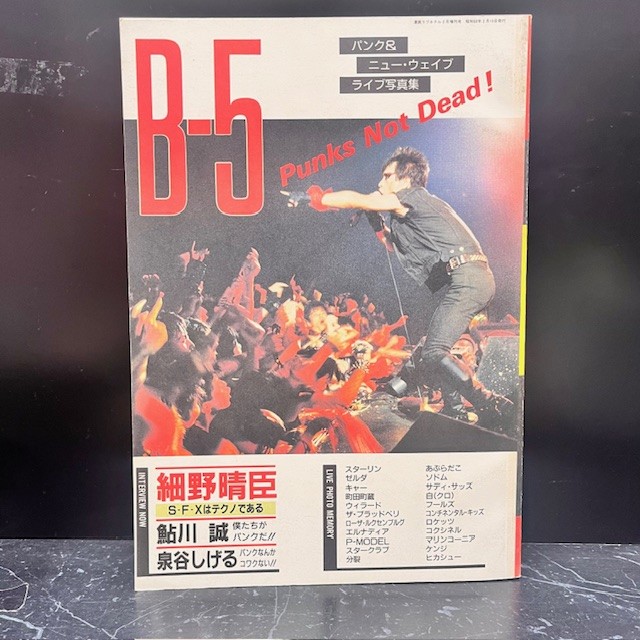 B-5
パンク&
ニュー・ウェイブ
ライブ写真集
Punks Not Dead!
INTERVIEW NOW
細野晴臣
S・F・Xはテクノである
鮎川 誠
僕たちが
パンクだ!!
泉谷しげる
パンクなんか
コワクない!!
LIVE PHOTO MEMORY
スターリン
ゼルダ
キャー
町田町蔵
ウィラード
ザ・ブラッドベリ
ローザ・ルクセンブルグ
エルナディア
P-MODEL
スタークラブ
分裂
あぶらだこ
ソドム
サディ・サッズ
白(クロ)
フールズ
コンチネンタル・キッズ
ロケッツ
コクシネル
マリンコーニア
ケンジ
ヒカシュー